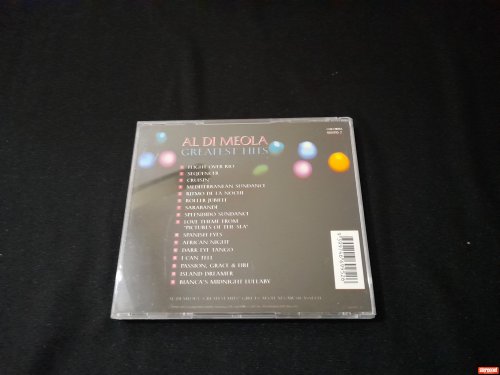 AL DI MEOLA
GREATEST HITS
FLIGHT OVER RIO
SEQUENCER
CRUISIN'
MEDITERRANEAN SUNDANCE
RITMO DE LA NOCHE
ROLLER JUBILEE
SARABANDE
SPLENDIDO SUNDANCE
LOVE THEME FROM
"PICTURES OF THE SEA"
SPANISH EYES
AFRICAN NIGHT
DARK EYE TANGO
I CAN TELL
PASSION, GRACE & FIRE
ISLAND DREAMER
BIANCA'S MIDNIGHT LULLABY